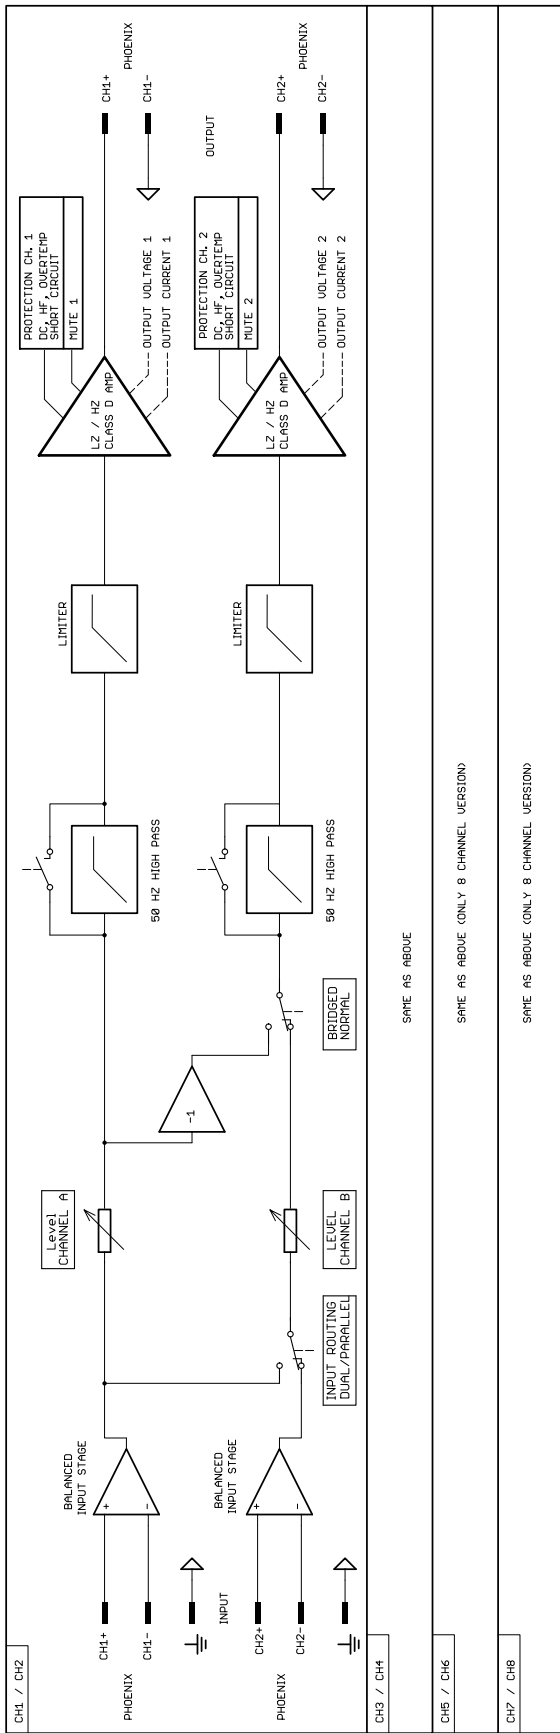 CH1 / CH2
PHOENIX
CH1+
CH1-
INPUT
CH2+
CH2-
PHOENIX
BALANCED
INPUT STAGE
+
-
BALANCED
INPUT STAGE
+
-
INPUT ROUTING
DUAL/PARALLEL
Level
CHANNEL A
LEVEL
CHANNEL B
-1
BRIDGED
NORMAL
50 HZ HIGH PASS
50 HZ HIGH PASS
LIMITER
LIMITER
LZ / HZ
CLASS D AMP
PROTECTION CH. 1
DC, HF, OVERTEMP
SHORT CIRCUIT
MUTE 1
OUTPUT VOLTAGE 1
OUTPUT CURRENT 1
LZ / HZ
CLASS D AMP
PROTECTION CH. 2
DC, HF, OVERTEMP
SHORT CIRCUIT
MUTE 2
OUTPUT VOLTAGE 2
OUTPUT CURRENT 2
CH1+
PHOENIX
CH1-
OUTPUT
CH2+
PHOENIX
CH2-
CH3 / CH4
SAME AS ABOVE
CH5 / CH6
SAME AS ABOVE (ONLY 8 CHANNEL VERSION)
CH7 / CH8
SAME AS ABOVE (ONLY 8 CHANNEL VERSION)